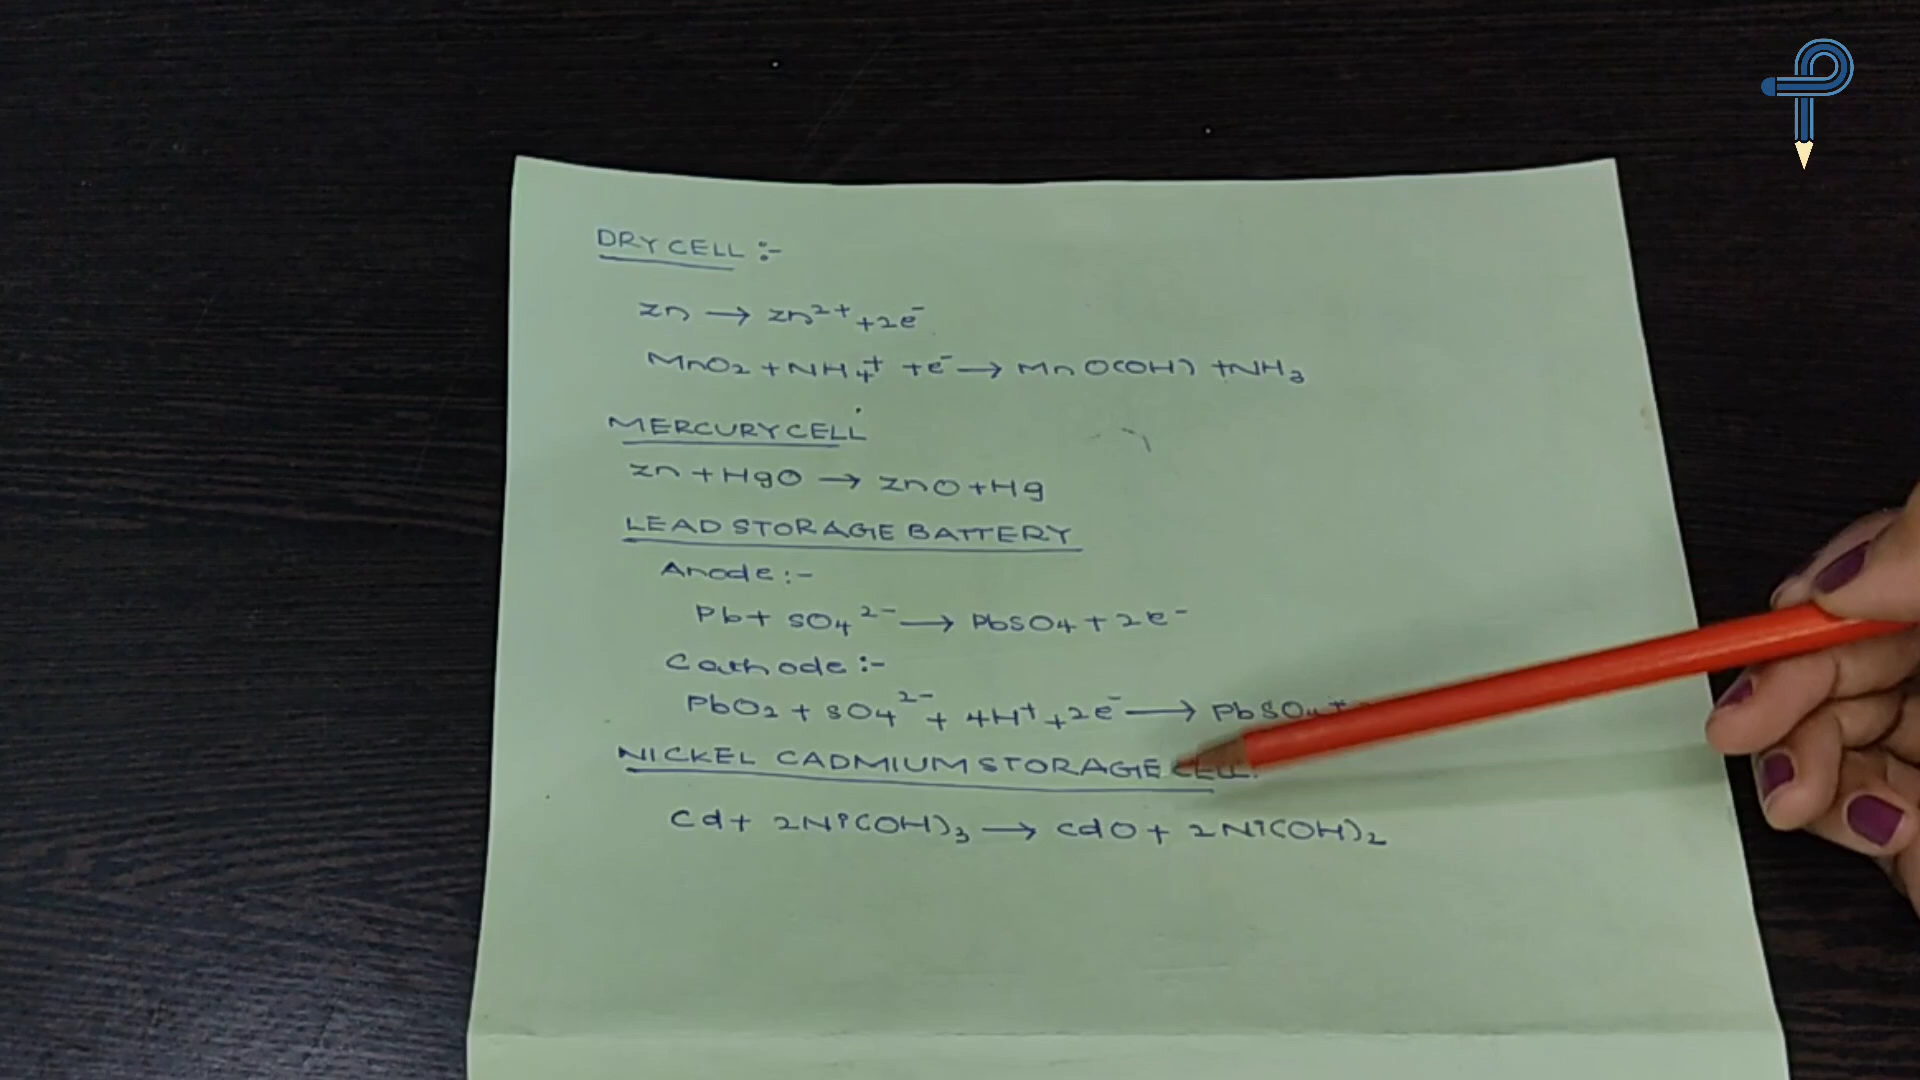 DRY CELL :-
Zn → Zn²⁺ + 2e⁻
MnO₂ + NH₄⁺ + e⁻ → MnO(OH) + NH₃
MERCURY CELL
Zn + HgO → ZnO + Hg
LEAD STORAGE BATTERY
Anode :-
Pb + SO₄²⁻ → PbSO₄ + 2e⁻
Cathode :-
PbO₂ + SO₄²⁻ + 4H⁺ + 2e⁻ → PbSO₄ +
NICKEL CADMIUM STORAGE CELL.
Cd + 2Ni(OH)₃ → CdO + 2Ni(OH)₂